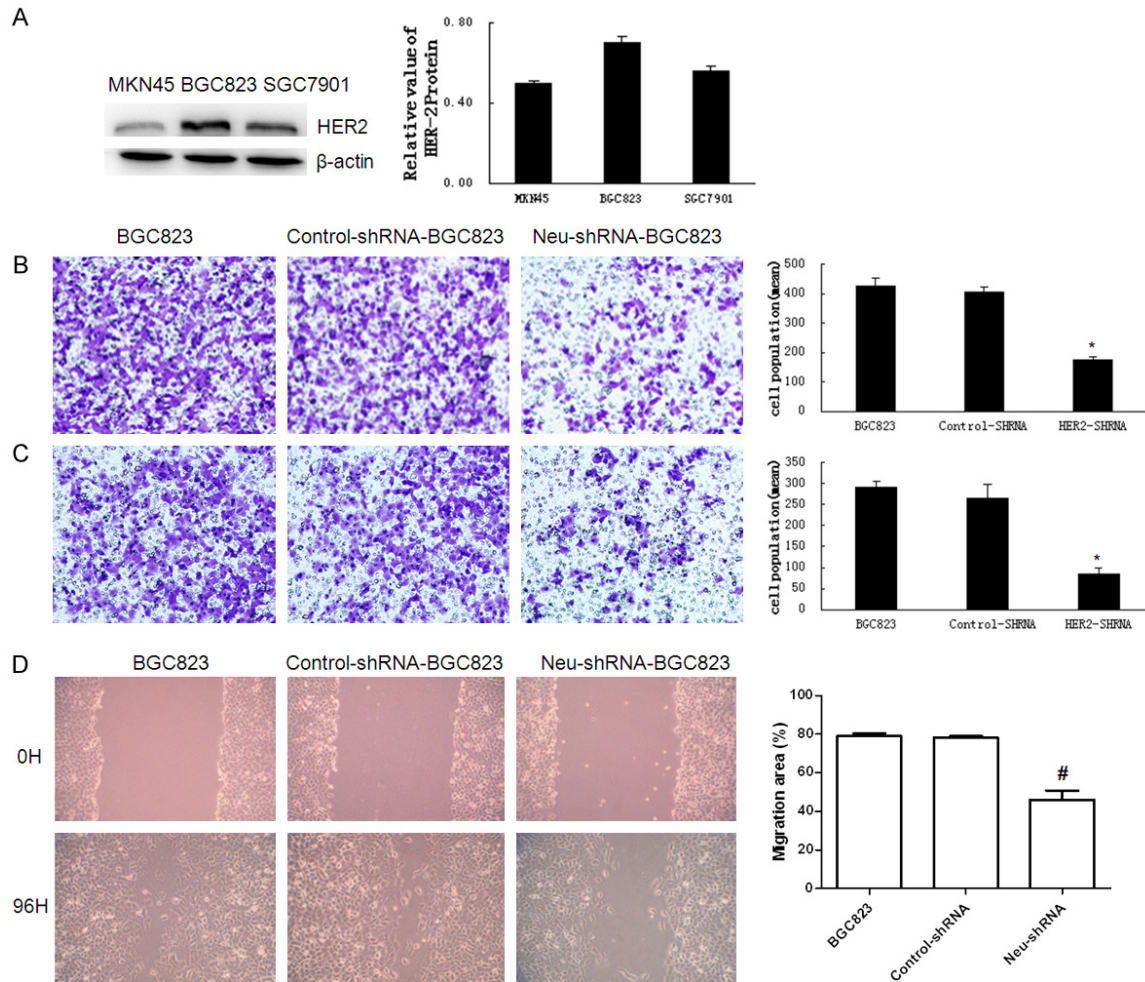 A
MKN45 BGC823 SGC7901
HER2
β-actin
Relative value of
HER-2 Protein
0.80
0.40
0.00
MKN45
BGC823
SGC7901
BGC823
Control-shRNA-BGC823
Neu-shRNA-BGC823
B
cell population(mean)
500
400
300
200
100
0
*
BGC823
Control-SHRNA
HER2-SHRNA
C
cell population(mean)
350
300
250
200
150
100
50
0
*
BGC823
Control-SHRNA
HER2-SHRNA
D
BGC823
Control-shRNA-BGC823
Neu-shRNA-BGC823
0H
96H
Migration area (%)
100
80
60
40
20
0
#
BGC823
Control-shRNA
Neu-shRNA